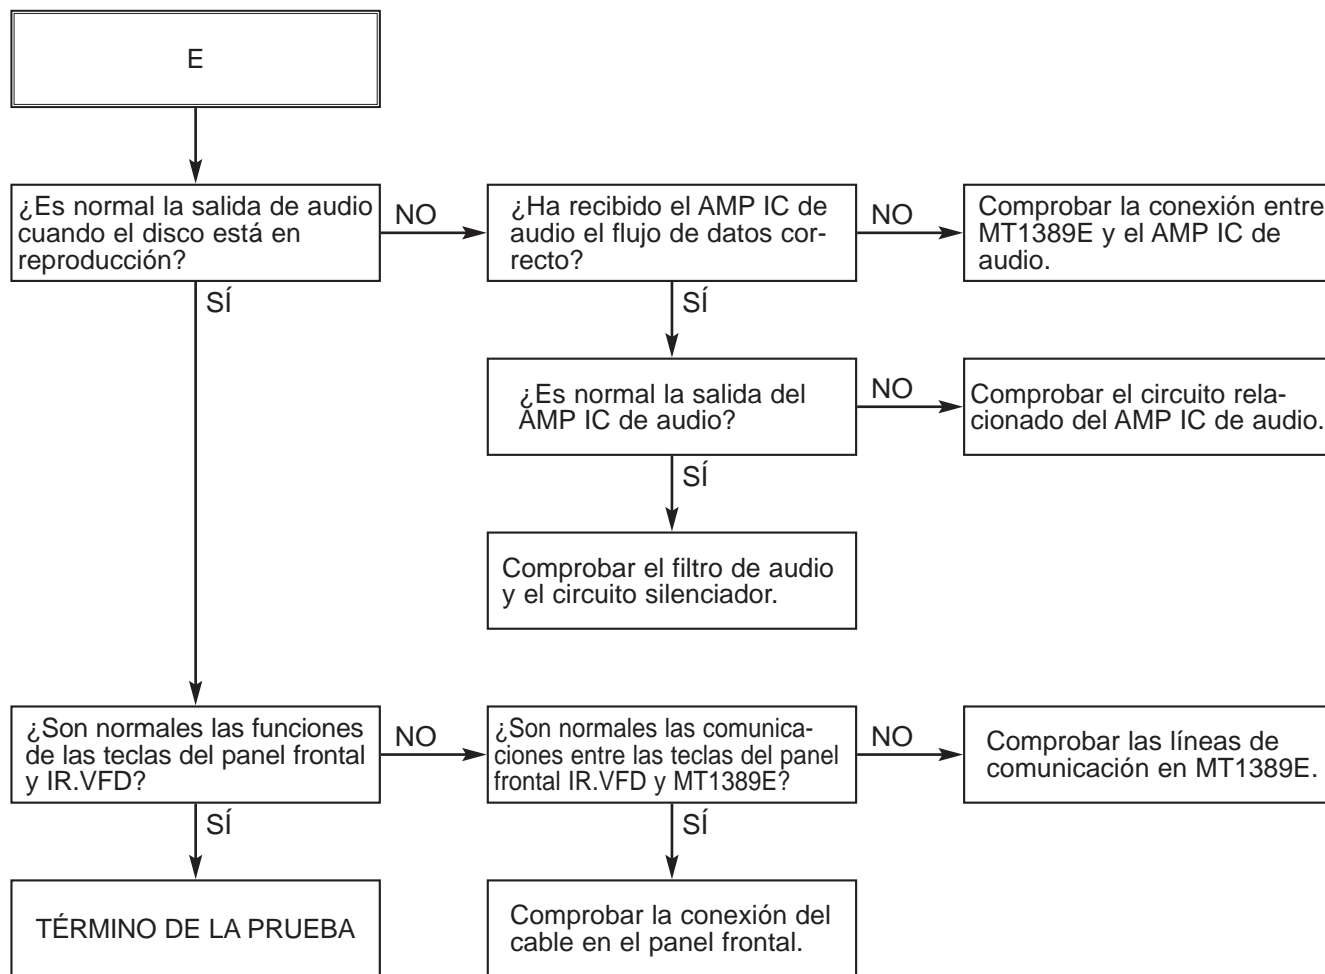 E
¿Es normal la salida de audio
cuando el disco está en
reproducción?
NO
¿Ha recibido el AMP IC de
audio el flujo de datos cor-
recto?
NO
Comprobar la conexión entre
MT1389E y el AMP IC de
audio.
SÍ
SÍ
¿Es normal la salida del
AMP IC de audio?
NO
Comprobar el circuito rela-
cionado del AMP IC de audio.
SÍ
Comprobar el filtro de audio
y el circuito silenciador.
¿Son normales las funciones
de las teclas del panel frontal
y IR.VFD?
NO
¿Son normales las comunica-
ciones entre las teclas del panel
frontal IR.VFD y MT1389E?
NO
Comprobar las líneas de
comunicación en MT1389E.
SÍ
SÍ
TÉRMINO DE LA PRUEBA
Comprobar la conexión del
cable en el panel frontal.